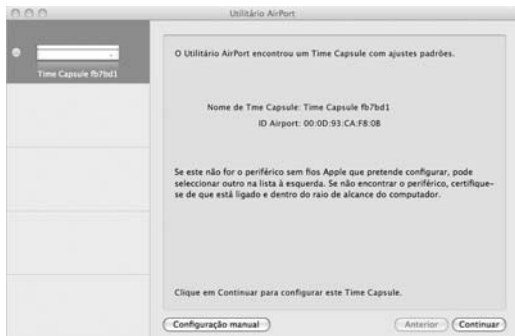 Utilitário AirPort
Time Capsule fb7bd1
O Utilitário AirPort encontrou um Time Capsule com ajustes padrões.
Nome de Tme Capsule: Time Capsule fb7bd1
ID Airport: 00:0D:93:CA:F8:08
Se este não for o periférico sem fios Apple que pretende configurar, pode
seleccionar outro na lista à esquerda. Se não encontrar o periférico, certifique-
se de que está ligado e dentro do raio de alcance do computador.
Clique em Continuar para configurar este Time Capsule.
Configuração manual
Anterior
Continuar